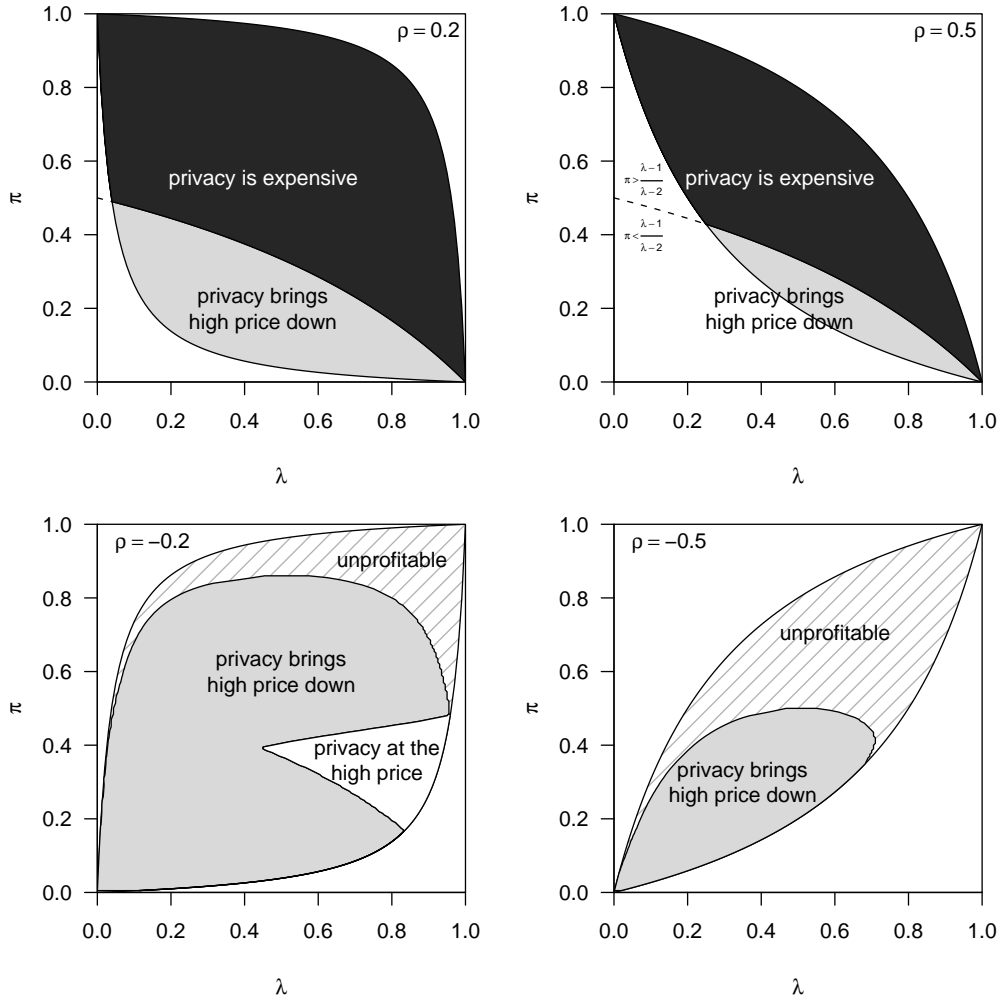 ρ = 0.2
1.0
0.8
0.6
0.4
0.2
0.0
π
privacy is expensive
privacy brings
high price down
0.0 0.2 0.4 0.6 0.8 1.0
λ
ρ = 0.5
1.0
0.8
0.6
0.4
0.2
0.0
π
π > λ−1
λ−2
π < λ−1
λ−2
privacy is expensive
privacy brings
high price down
0.0 0.2 0.4 0.6 0.8 1.0
λ
ρ = −0.2
1.0
0.8
0.6
0.4
0.2
0.0
π
unprofitable
privacy brings
high price down
privacy at the
high price
0.0 0.2 0.4 0.6 0.8 1.0
λ
ρ = −0.5
1.0
0.8
0.6
0.4
0.2
0.0
π
unprofitable
privacy brings
high price down
0.0 0.2 0.4 0.6 0.8 1.0
λ